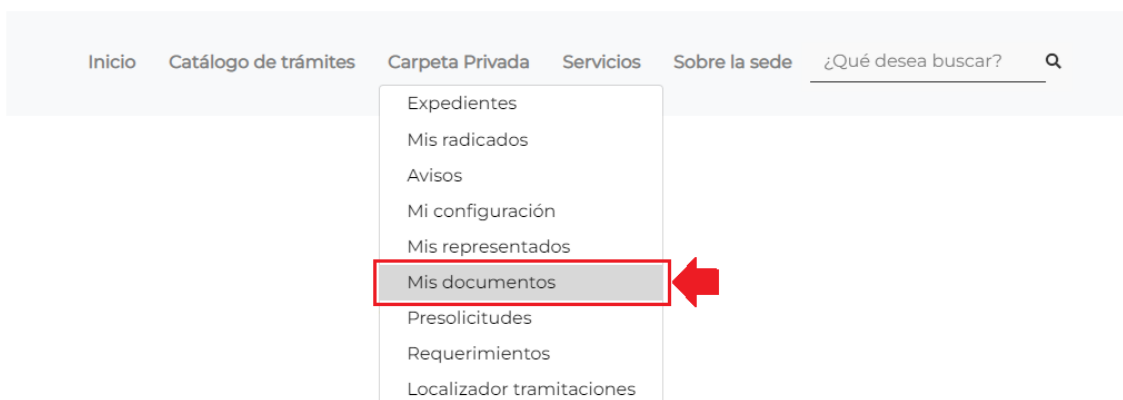 Inicio Catálogo de trámites Carpeta Privada Servicios Sobre la sede ¿Qué desea buscar?
Expedientes
Mis radicados
Avisos
Mi configuración
Mis representados
Mis documentos
Presolicitudes
Requerimientos
Localizador tramitaciones